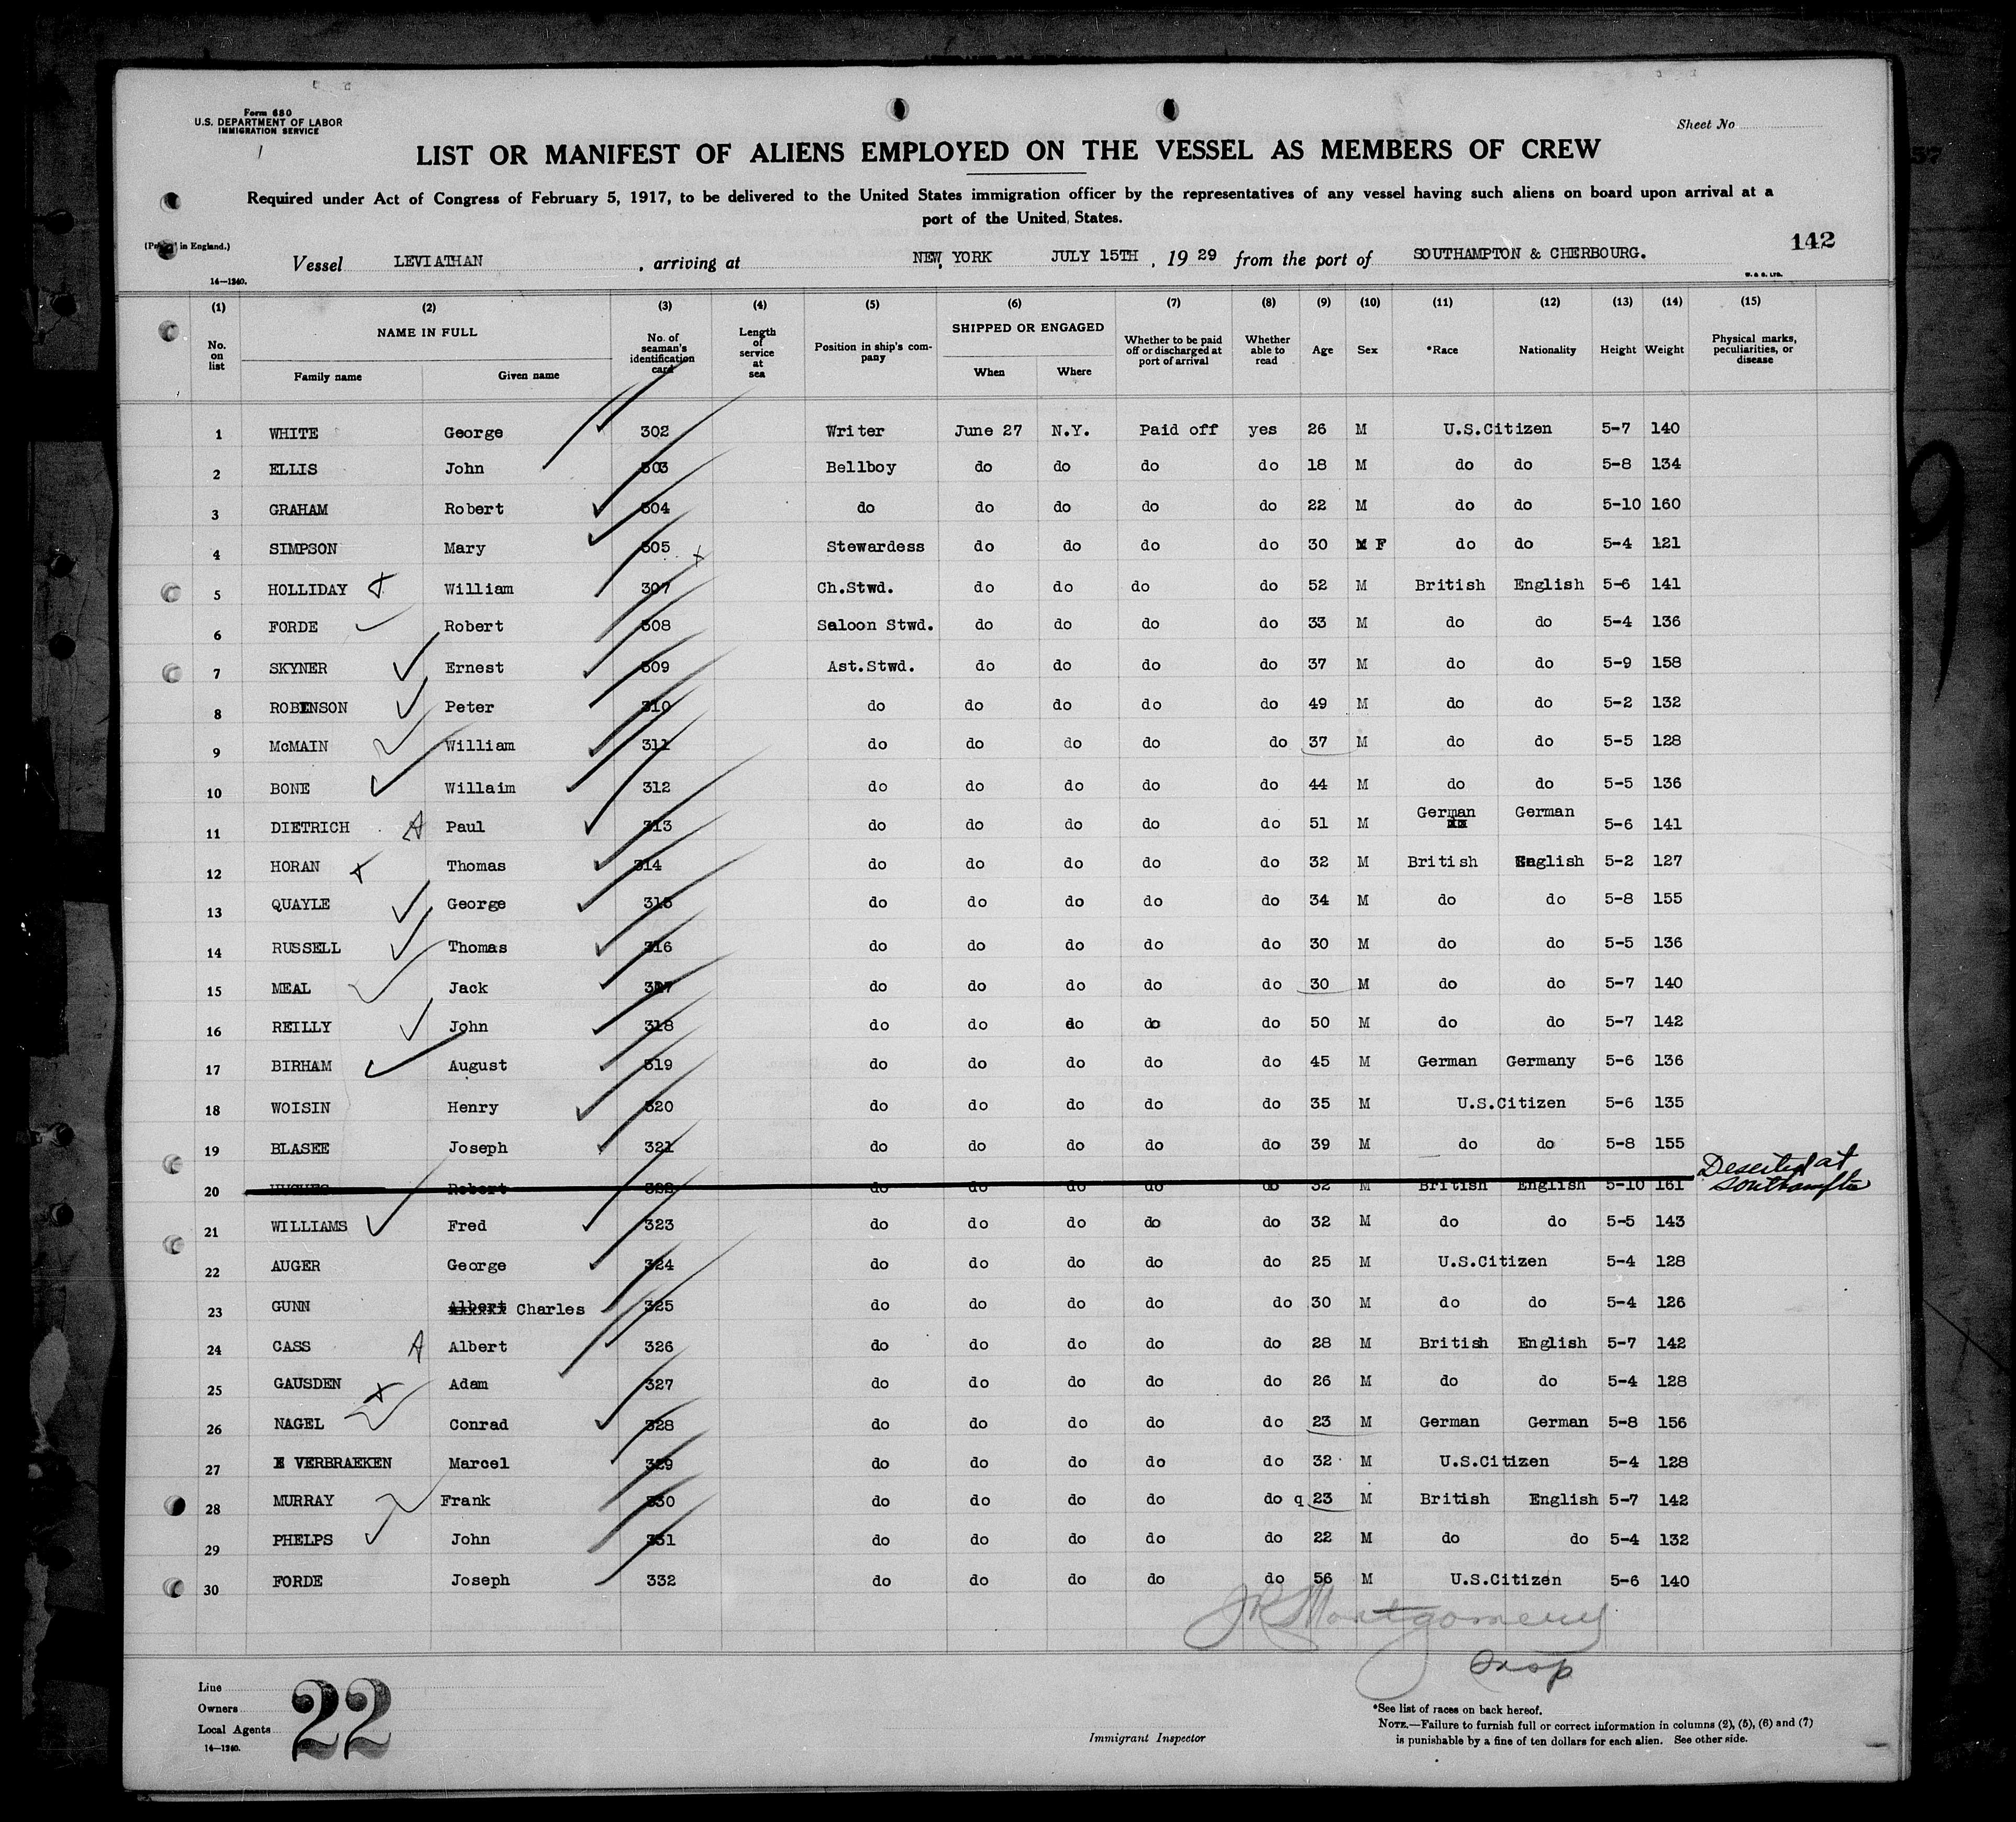 Form 680
U.S. DEPARTMENT OF LABOR
IMMIGRATION SERVICE
Sheet No
LIST OR MANIFEST OF ALIENS EMPLOYED ON THE VESSEL AS MEMBERS OF CREW
Required under Act of Congress of February 5, 1917, to be delivered to the United States immigration officer by the representatives of any vessel having such aliens on board upon arrival at a
port of the United States.
in England.)
142
Vessel LEVIATHAN , arriving at NEW YORK JULY 15TH , 19 29 from the port of SOUTHAMPTON & CHERBOURG.
14—1240.
W. & S. LTD.
(1) (2) (3) (4) (5) (6) (7) (8) (9) (10) (11) (12) (13) (14) (15)
No. on list NAME IN FULL Family name Given name No. of seaman's identification card Length of service at sea Position in ship's company SHIPPED OR ENGAGED When Where Whether to be paid off or discharged at port of arrival Whether able to read Age Sex *Race Nationality Height Weight Physical marks, peculiarities, or disease
1 WHITE George 302 Writer June 27 N.Y. Paid off yes 26 M U.S.Citizen 5-7 140
2 ELLIS John 303 Bellboy do do do do 18 M do do 5-8 134
3 GRAHAM Robert 304 do do do do do 22 M do do 5-10 160
4 SIMPSON Mary 305 Stewardess do do do do 30 F do do 5-4 121
5 HOLLIDAY William 307 Ch.Stwd. do do do do 52 M British English 5-6 141
6 FORDE Robert 308 Saloon Stwd. do do do do 33 M do do 5-4 136
7 SKYNER Ernest 309 Ast.Stwd. do do do do 37 M do do 5-9 158
8 ROBINSON Peter 310 do do do do do 49 M do do 5-2 132
9 McMAIN William 311 do do do do do 37 M do do 5-5 128
10 BONE Willaim 312 do do do do do 44 M do do 5-5 136
11 DIETRICH A Paul 313 do do do do do 51 M German German 5-6 141
12 HORAN Thomas 314 do do do do do 32 M British English 5-2 127
13 QUAYLE George 315 do do do do do 34 M do do 5-8 155
14 RUSSELL Thomas 316 do do do do do 30 M do do 5-5 136
15 MEAL Jack 317 do do do do do 30 M do do 5-7 140
16 REILLY John 318 do do do do do 50 M do do 5-7 142
17 BIRHAM August 319 do do do do do 45 M German Germany 5-6 136
18 WOISIN Henry 320 do do do do do 35 M U.S.Citizen 5-6 135
19 BLASEE Joseph 321 do do do do do 39 M do do 5-8 155
20 HUGHES Robert 322 do do do do do 32 M British English 5-10 161 Deserted at Southampton
21 WILLIAMS Fred 323 do do do do do 32 M do do 5-5 143
22 AUGER George 324 do do do do do 25 M U.S.Citizen 5-4 128
23 GUNN Albert Charles 325 do do do do do 30 M do do 5-4 126
24 CASS A Albert 326 do do do do do 28 M British English 5-7 142
25 GAUSDEN Adam 327 do do do do do 26 M do do 5-4 128
26 NAGEL Conrad 328 do do do do do 23 M German German 5-8 156
27 VERBRAEKEN Marcel 329 do do do do do 32 M U.S.Citizen 5-4 128
28 MURRAY Frank 330 do do do do do q 23 M British English 5-7 142
29 PHELPS John 331 do do do do do 22 M do do 5-4 132
30 FORDE Joseph 332 do do do do do 56 M U.S.Citizen 5-6 140
JR Montgomery
Insp
Line
Owners
Local Agents
14—1240.
22
Immigrant Inspector
*See list of races on back hereof.
NOTE.—Failure to furnish full or correct information in columns (2), (5), (6) and (7)
is punishable by a fine of ten dollars for each alien. See other side.